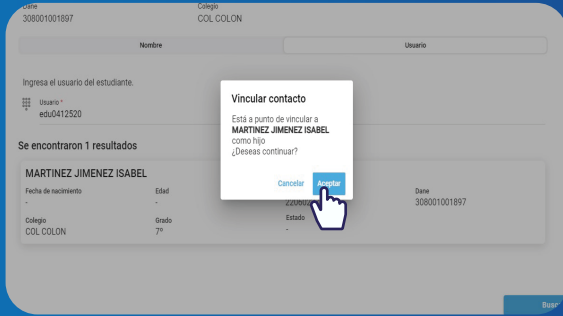 Dane
Colegio
308001001897
COL COLON
Nombre
Usuario
Ingresa el usuario del estudiante.
Usuario *
edu0412520
Se encontraron 1 resultados
MARTINEZ JIMENEZ ISABEL
Fecha de nacimiento
Edad
Dane
-
-
308001001897
Colegio
Grado
Estado
COL COLON
7º
-
Vincular contacto
Está a punto de vincular a
MARTINEZ JIMENEZ ISABEL
como hijo
¿Deseas continuar?
Cancelar
Aceptar